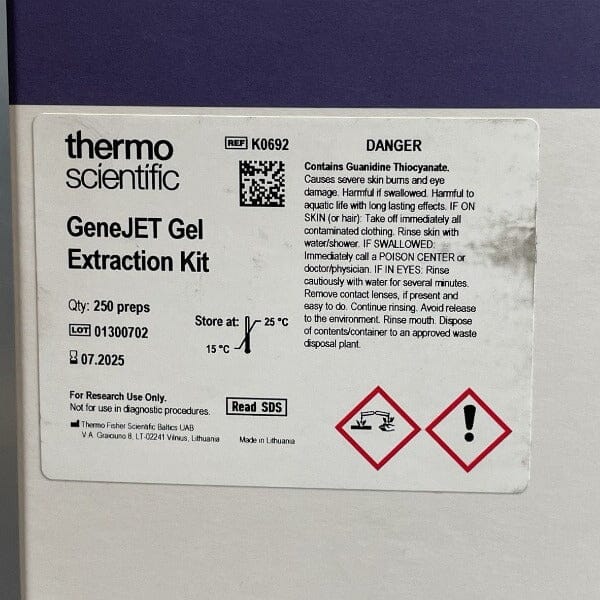 thermo
scientific
GeneJET Gel
Extraction Kit
Qty: 250 preps
LOT 01300702
07.2025
REF K0692
Store at:
25 °C
15 °C
For Research Use Only.
Not for use in diagnostic procedures.
Read SDS
Thermo Fisher Scientific Baltics UAB
V.A. Graiciuno 8, LT-02241 Vilnius, Lithuania
Made in Lithuania
DANGER
Contains Guanidine Thiocyanate.
Causes severe skin burns and eye
damage. Harmful if swallowed. Harmful to
aquatic life with long lasting effects. IF ON
SKIN (or hair): Take off immediately all
contaminated clothing. Rinse skin with
water/shower. IF SWALLOWED:
Immediately call a POISON CENTER or
doctor/physician. IF IN EYES: Rinse
cautiously with water for several minutes.
Remove contact lenses, if present and
easy to do. Continue rinsing. Avoid release
to the environment. Rinse mouth. Dispose
of contents/container to an approved waste
disposal plant.